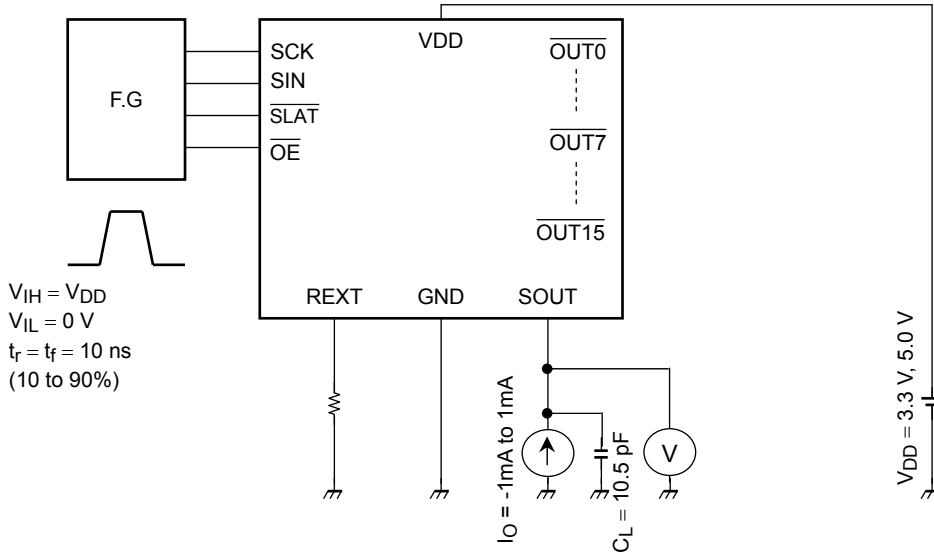 VDD
SCK
SIN
SLAT
OE
OUT0
OUT7
OUT15
F.G
VIH = VDD
VIL = 0 V
tr = tf = 10 ns
(10 to 90%)
REXT
GND
SOUT
IO = -1mA to 1mA
CL = 10.5 pF
V
VDD = 3.3 V, 5.0 V